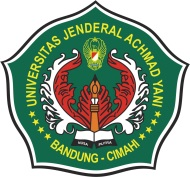 UNIVERSITAS JENDERAL ACHMAD YANI
BANDUNG - CIMAHI